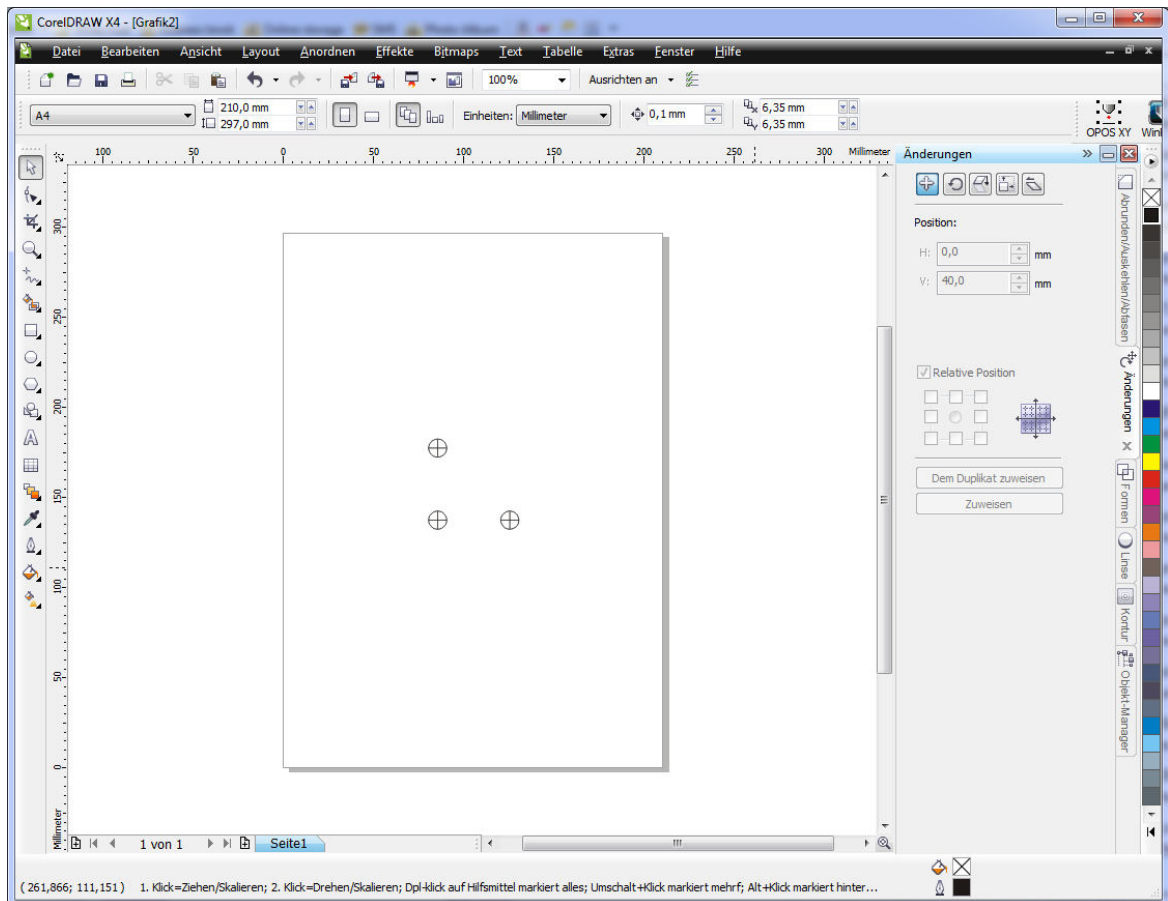 CorelDRAW X4 - [Grafik2]
Datei Bearbeiten Ansicht Layout Anordnen Effekte Bitmaps Text Tabelle Extras Fenster Hilfe
100% Ausrichten an
A4 210,0 mm 297,0 mm Einheiten: Millimeter 0,1 mm x 6,35 mm y 6,35 mm
OPOS XY
100 50 0 50 100 150 200 250 300 Millimeter
300
250
200
150
100
50
0
Millimeter
Änderungen
Position:
H: 0,0 mm
V: 40,0 mm
Relative Position
Dem Duplikat zuweisen
Zuweisen
Abrunden/Auskehlen/Abfasen
Änderungen
Formen
Linse
Kontur
Objekt-Manager
1 von 1 Seite1
( 261,866; 111,151 ) 1. Klick=Ziehen/Skalieren; 2. Klick=Drehen/Skalieren; Dpl-klick auf Hilfsmittel markiert alles; Umschalt+Klick markiert mehrf; Alt+Klick markiert hinter...